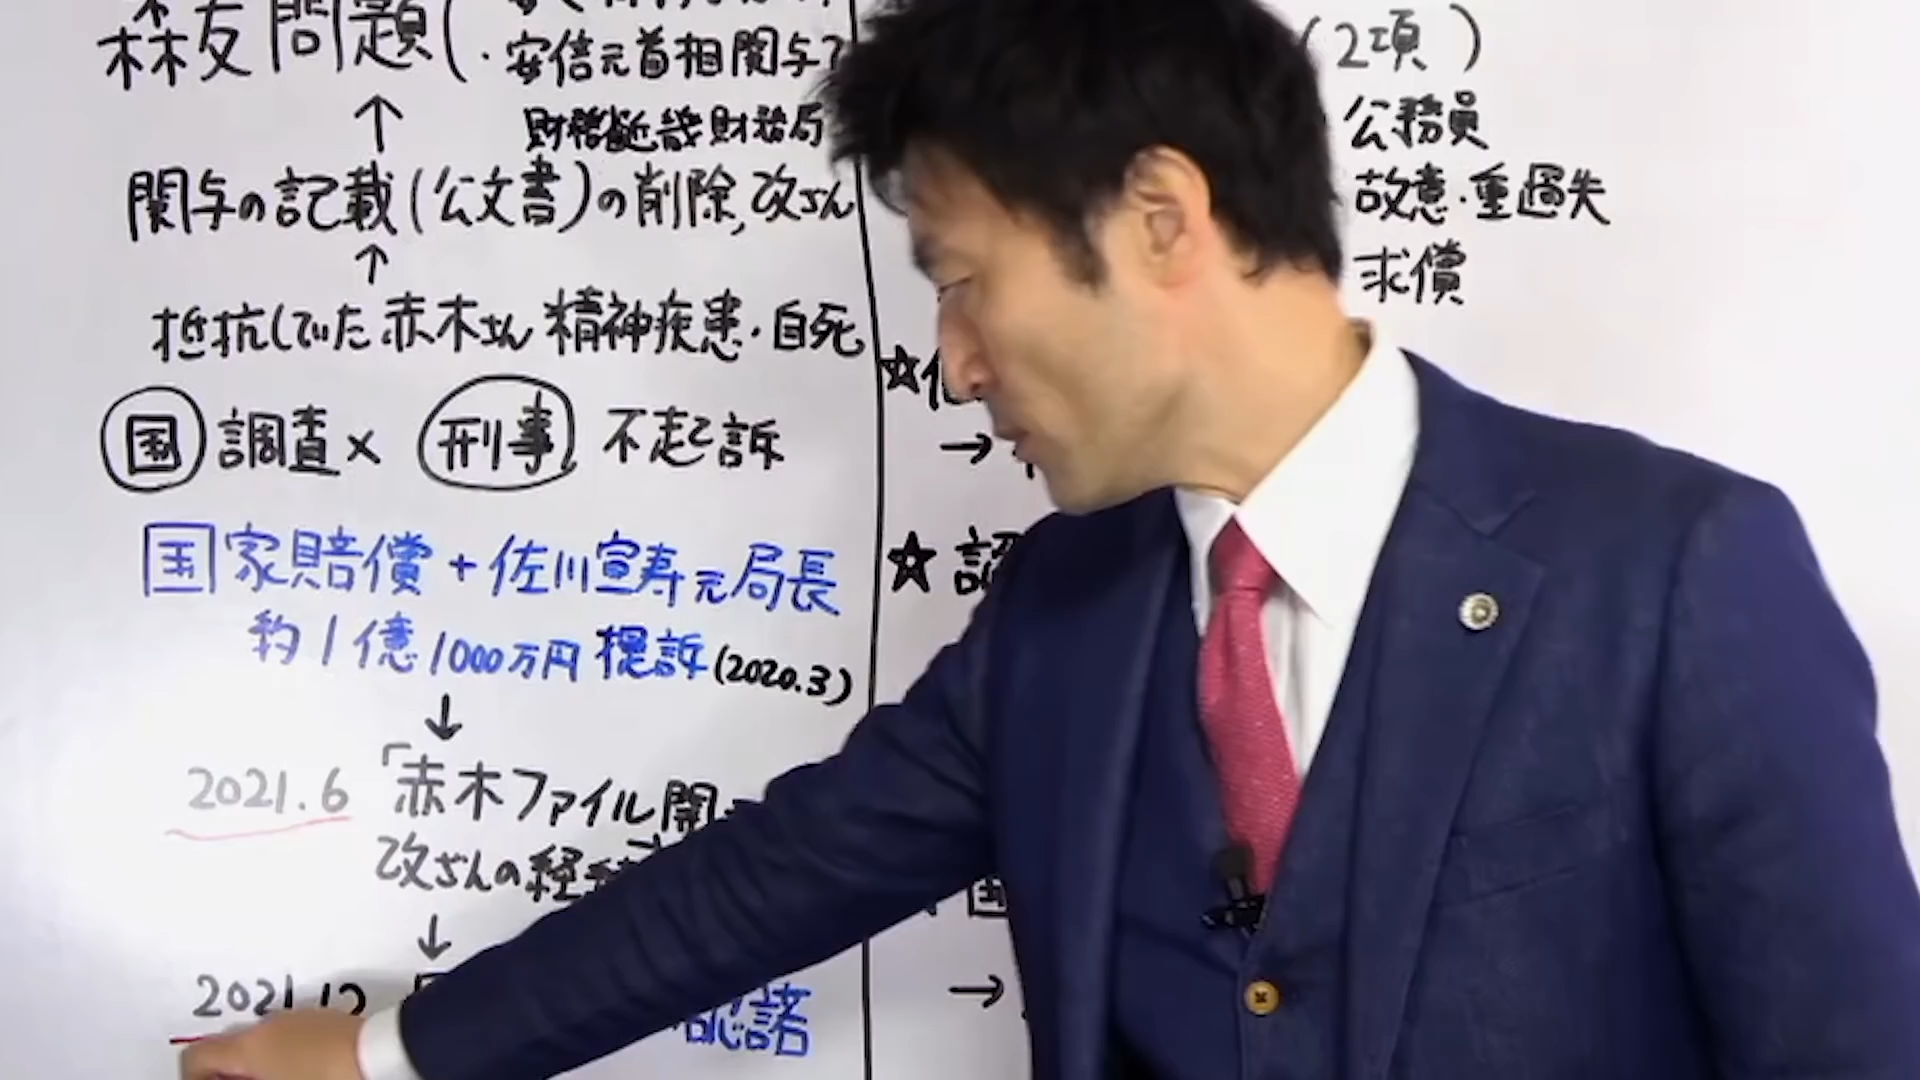 森友問題(
・安信元首相関与?
財務省近畿財務局
関与の記載(公文書)の削除,改ざん
抵抗していた赤木さん 精神疾患・自死
国 調査× 刑事 不起訴
国家賠償+佐川宣寿元局長
約1億1000万円提訴(2020.3)
2021.6 「赤木ファイル開
改ざんの経
2021.12 認諾
(2項)
公務員
故意・重過失
求償
☆
→
☆ 認
国
→